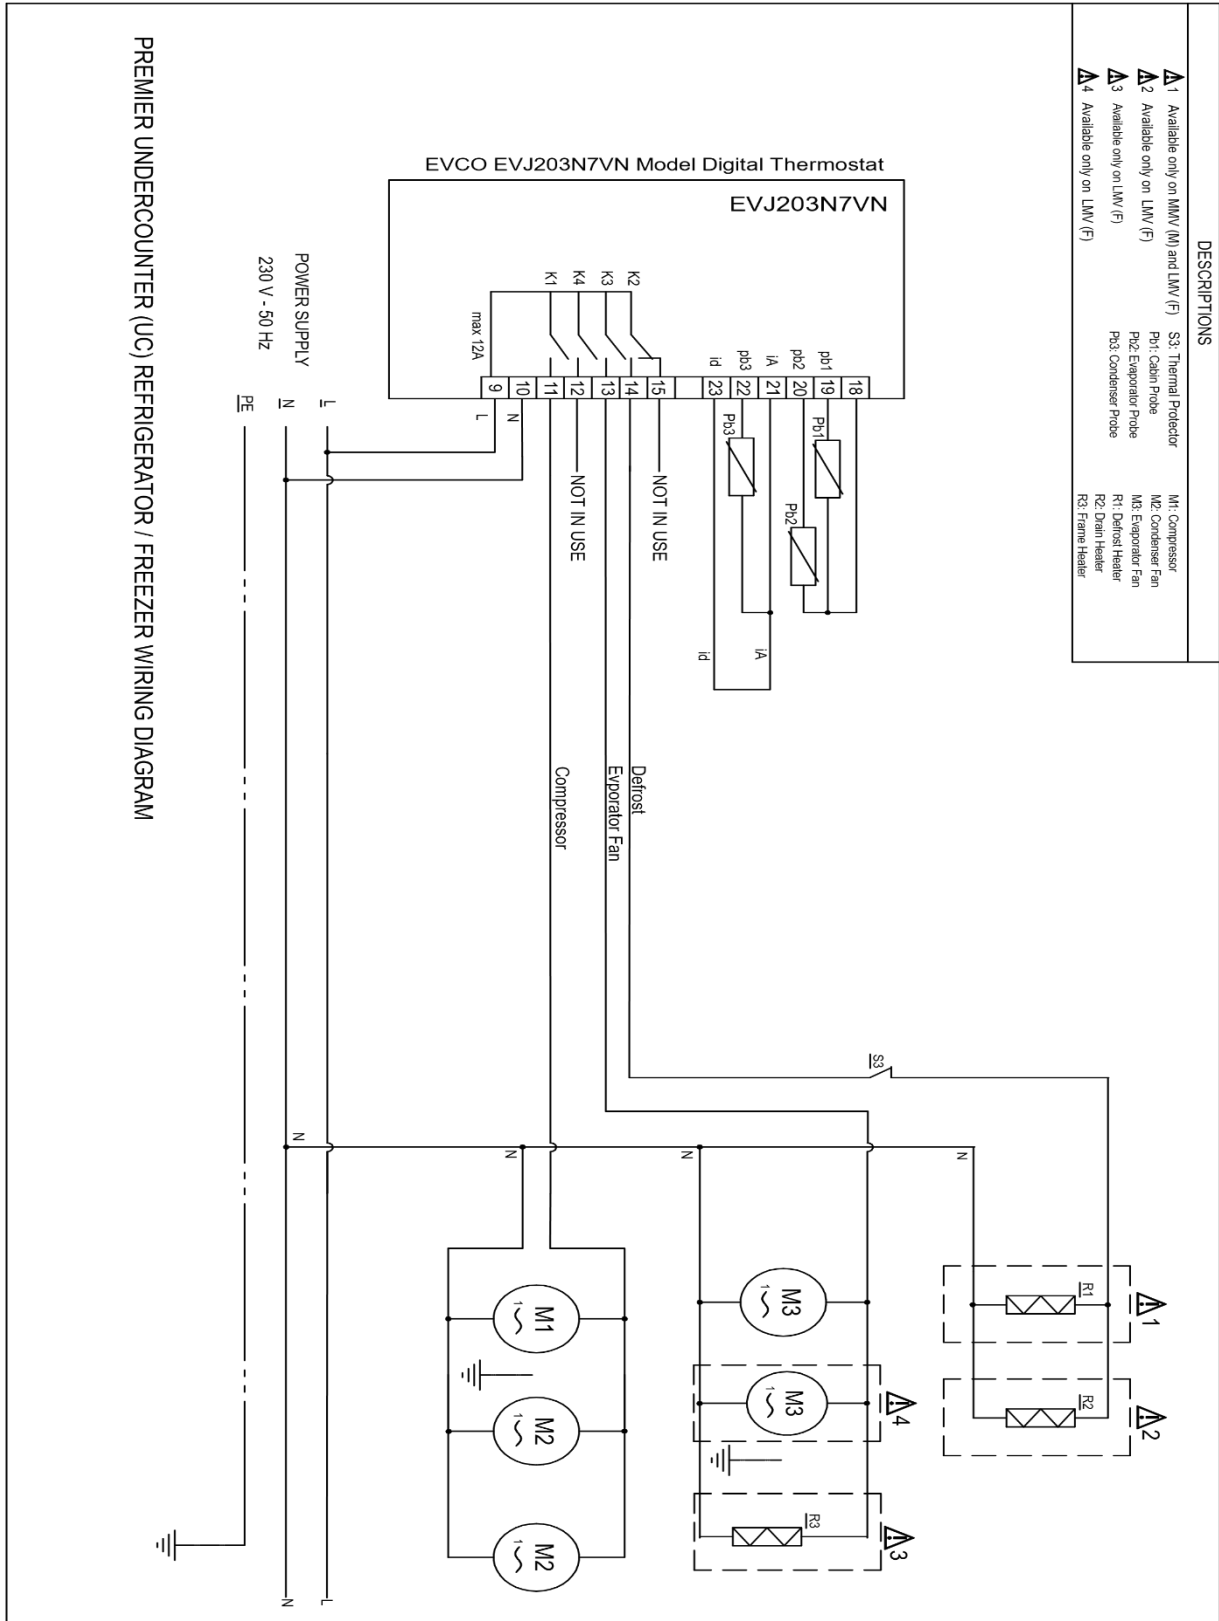 DESCRIPTIONS
1 Available only on MMV (M) and LMV (F)
2 Available only on LMV (F)
3 Available only on LMV (F)
4 Available only on LMV (F)
S3: Thermal Protector
Pb1: Cabin Probe
Pb2: Evaporator Probe
Pb3: Condenser Probe
M1: Compressor
M2: Condenser Fan
M3: Evaporator Fan
R1: Defrost Heater
R2: Drain Heater
R3: Frame Heater
EVCO EVJ203N7VN Model Digital Thermostat
EVJ203N7VN
K1
K4
K3
K2
max 12A
id
pb3
iA
pb2
pb1
9
10
11
12
13
14
15
23
22
21
20
19
18
L
N
NOT IN USE
NOT IN USE
Pb3
Pb1
Pb2
id
iA
Defrost
Evporator Fan
Compressor
POWER SUPPLY
230 V - 50 Hz
PE
N
L
S3
N
N
N
N
R1
1
R2
2
M3
1
M3
1
4
R3
3
M1
1
M2
1
M2
1
N
L
PREMIER UNDERCOUNTER (UC) REFRIGERATOR / FREEZER WIRING DIAGRAM